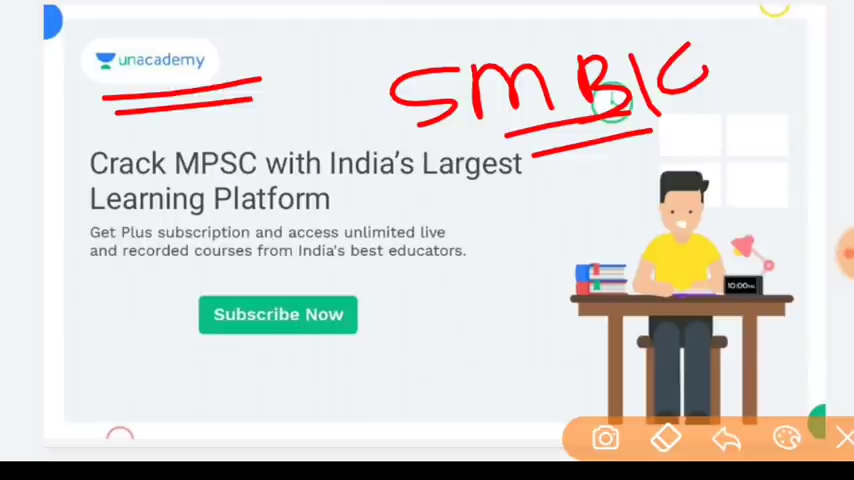 unacademy
SMB1C
Crack MPSC with India's Largest
Learning Platform
Get Plus subscription and access unlimited live
and recorded courses from India's best educators.
10:00
Subscribe Now